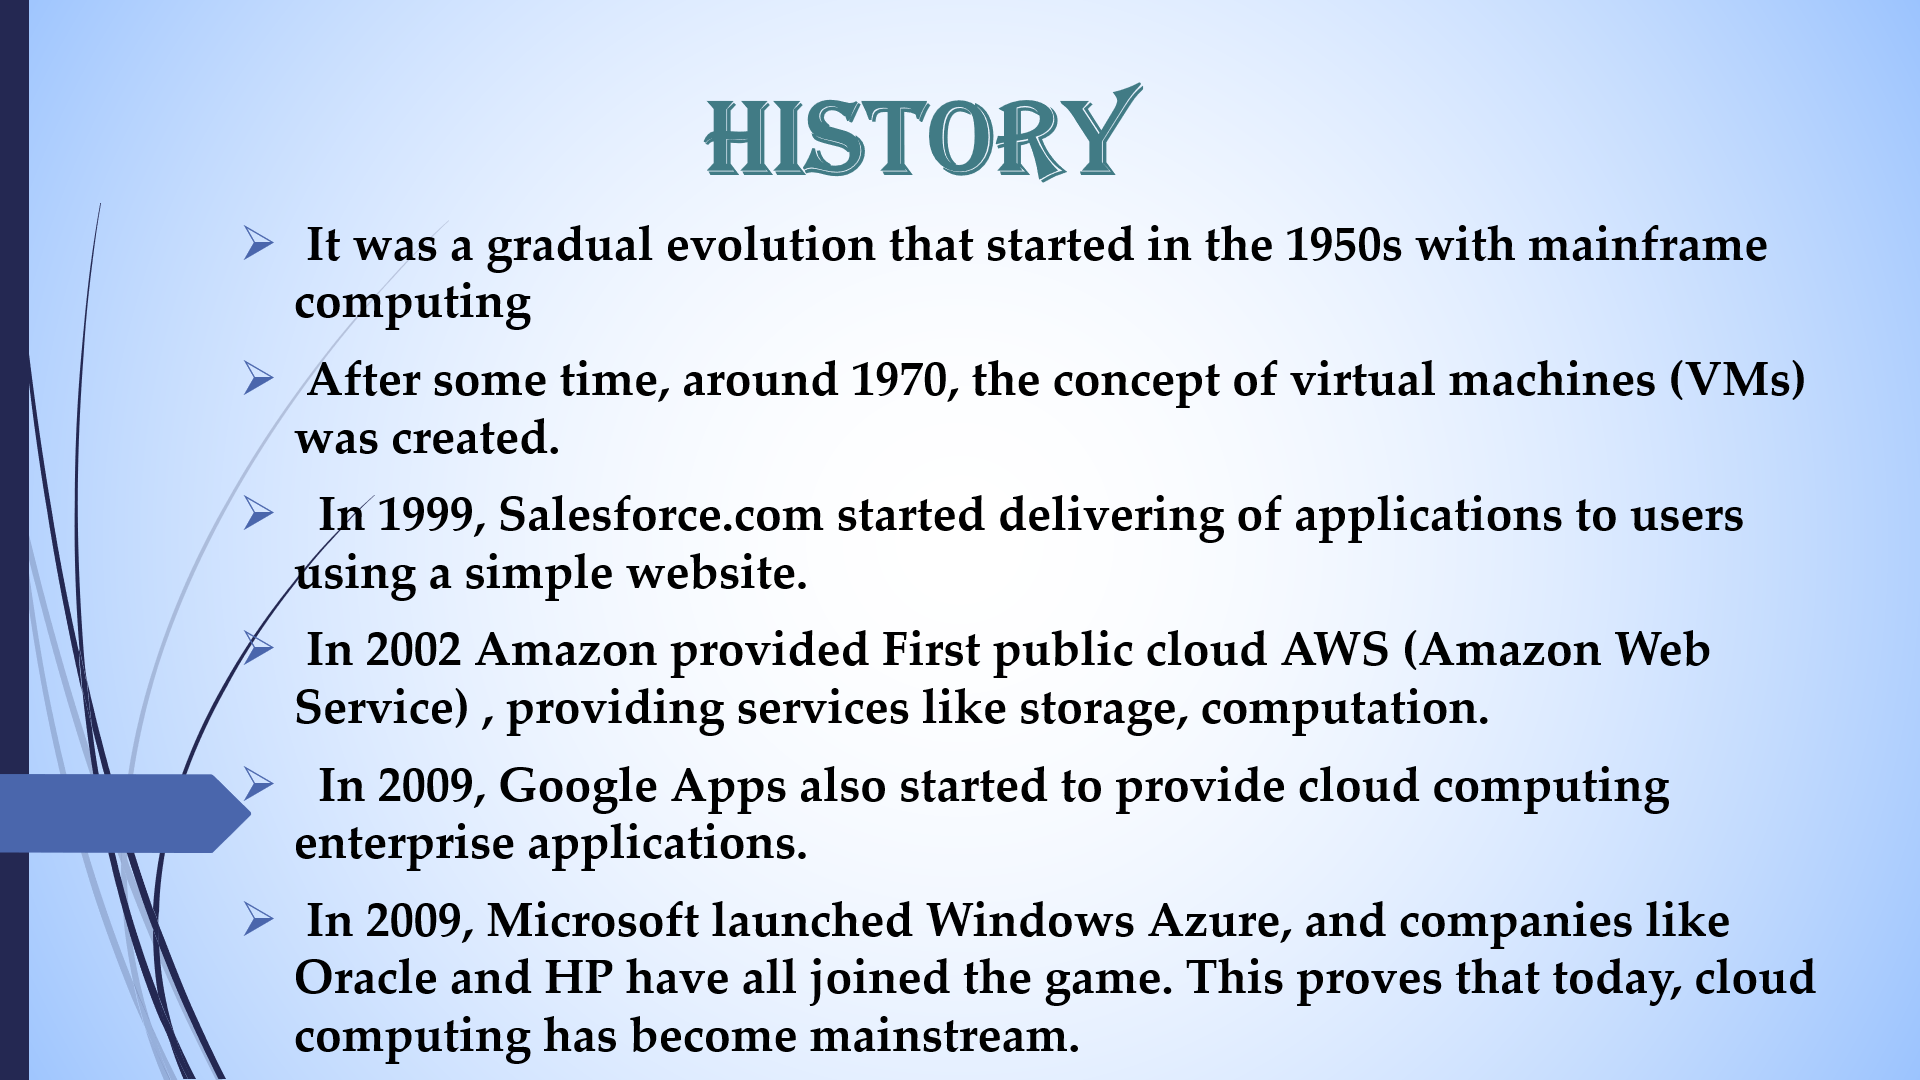 HISTORY
It was a gradual evolution that started in the 1950s with mainframe
computing
After some time, around 1970, the concept of virtual machines (VMs)
was created.
In 1999, Salesforce.com started delivering of applications to users
using a simple website.
In 2002 Amazon provided First public cloud AWS (Amazon Web
Service) , providing services like storage, computation.
In 2009, Google Apps also started to provide cloud computing
enterprise applications.
In 2009, Microsoft launched Windows Azure, and companies like
Oracle and HP have all joined the game. This proves that today, cloud
computing has become mainstream.